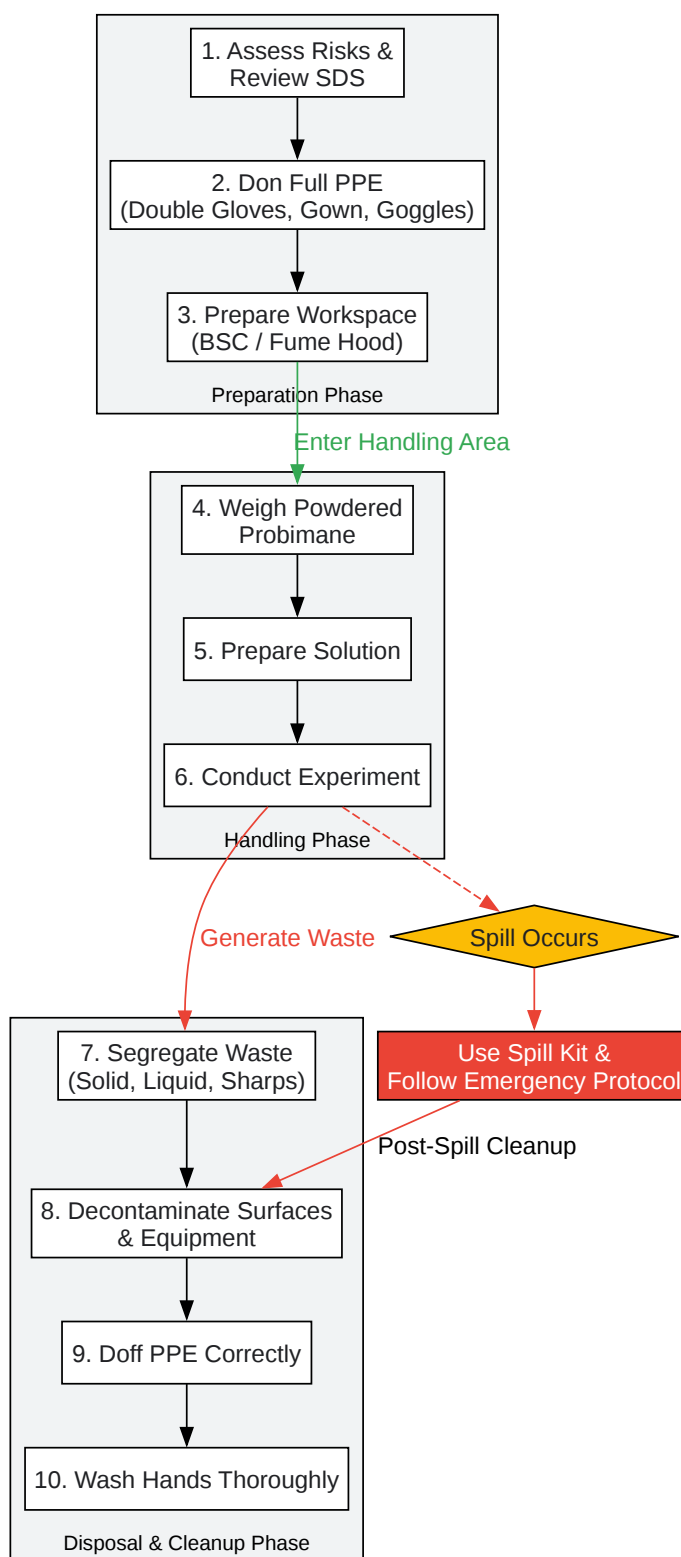 1. Assess Risks &
Review SDS
2. Don Full PPE
(Double Gloves, Gown, Goggles)
3. Prepare Workspace
(BSC / Fume Hood)
Preparation Phase
Enter Handling Area
4. Weigh Powdered
Probimane
5. Prepare Solution
6. Conduct Experiment
Handling Phase
Generate Waste
Spill Occurs
7. Segregate Waste
(Solid, Liquid, Sharps)
Use Spill Kit &
Follow Emergency Protocol
Post-Spill Cleanup
8. Decontaminate Surfaces
& Equipment
9. Doff PPE Correctly
10. Wash Hands Thoroughly
Disposal & Cleanup Phase